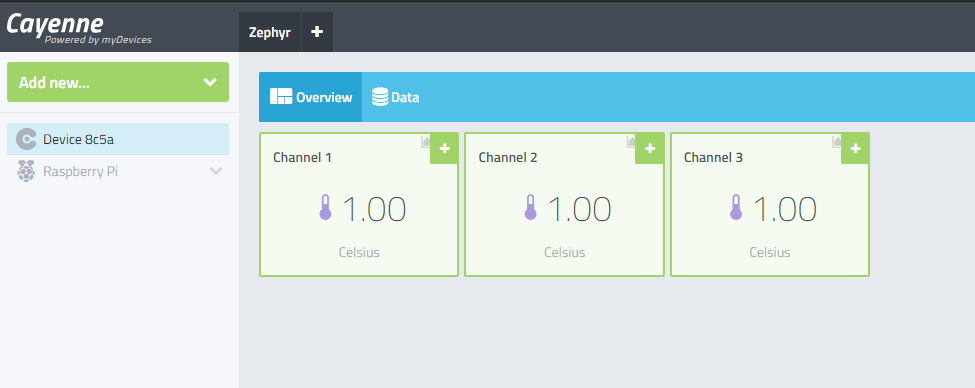 Cayenne
Powered by myDevices
Zephyr
Add new...
Overview
Data
Device 8c5a
Raspberry Pi
Channel 1
Channel 2
Channel 3
1.00
1.00
1.00
Celsius
Celsius
Celsius